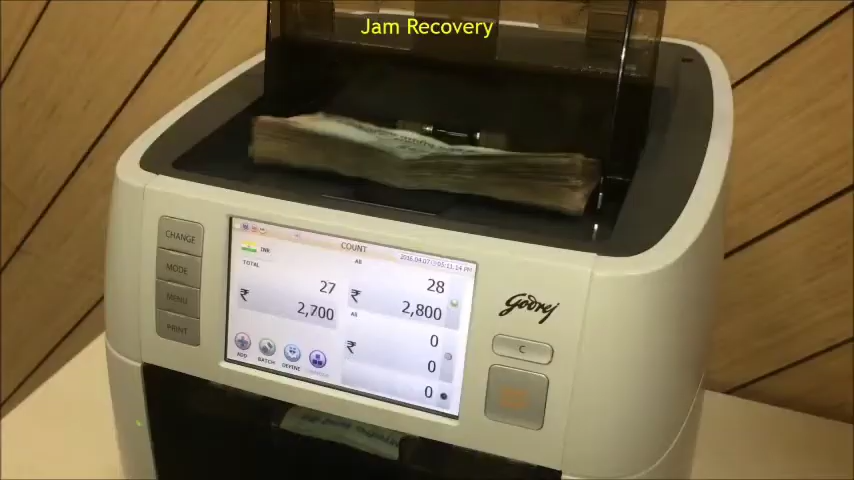 Jam Recovery
CHANGE
MODE
MENU
PRINT
INR
COUNT
TOTAL
27
₹ 2,700
ADD
BATCH
DEFINE
28
₹ 2,800
0
₹ 0
0
Godrej
C